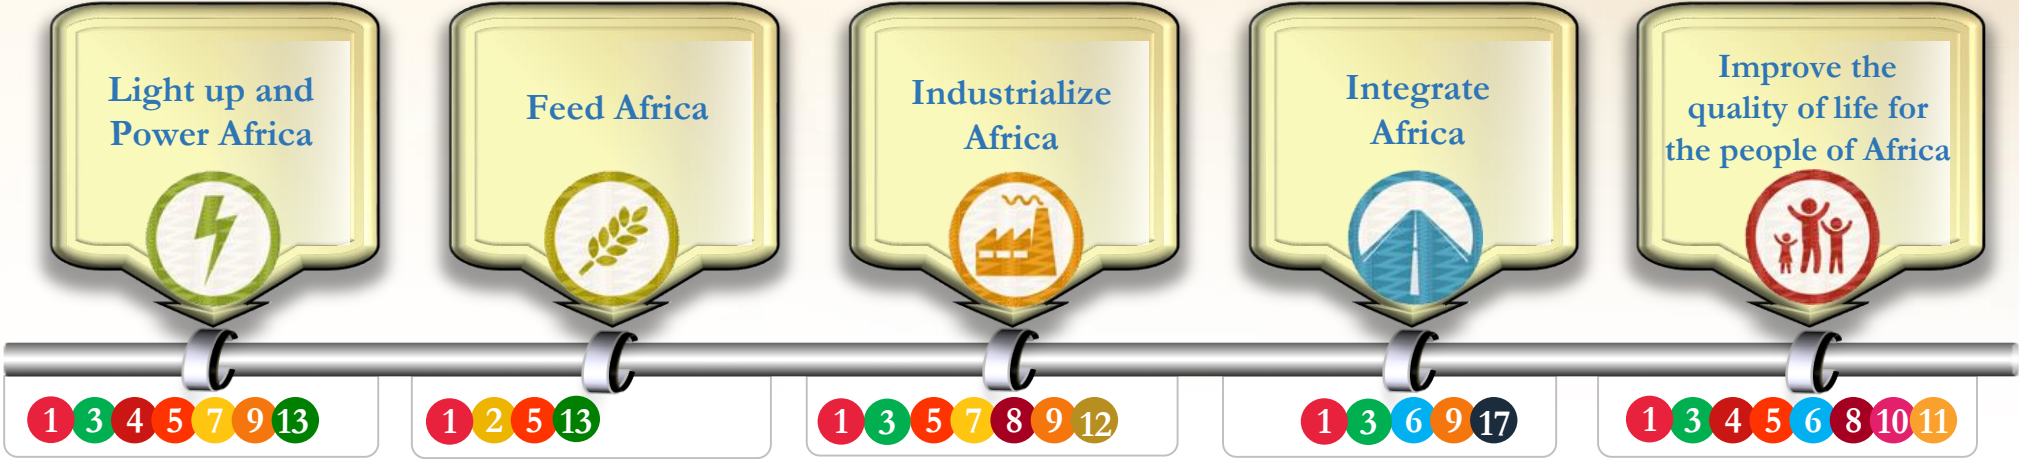 Light up and
Power Africa
Feed Africa
Industrialize
Africa
Integrate
Africa
Improve the
quality of life for
the people of Africa
1 3 4 5 7 9 13
1 2 5 13
1 3 5 7 8 9 12
1 3 6 9 17
1 3 4 5 6 8 10 11